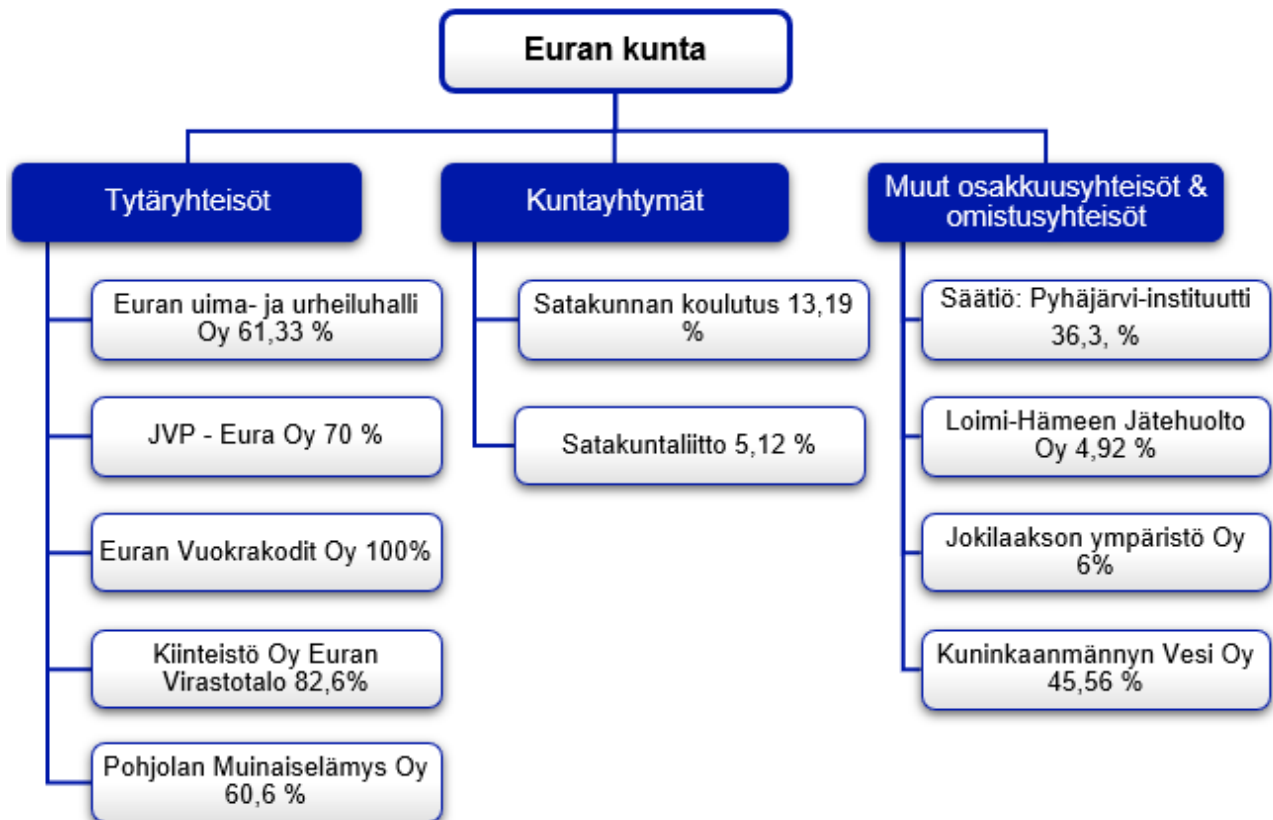 Euran kunta
Tytäryhteisöt
Euran uima- ja urheiluhalli
Oy 61,33 %
JVP - Eura Oy 70 %
Euran Vuokrakodit Oy 100%
Kiinteistö Oy Euran
Virastotalo 82,6%
Pohjolan Muinaiselämys Oy
60,6 %
Kuntayhtymät
Satakunnan koulutus 13,19
%
Satakuntaliitto 5,12 %
Muut osakkuusyhteisöt &
omistusyhteisöt
Säätiö: Pyhäjärvi-instituutti
36,3, %
Loimi-Hämeen Jätehuolto
Oy 4,92 %
Jokilaakson ympäristö Oy
6%
Kuninkaanmännyn Vesi Oy
45,56 %